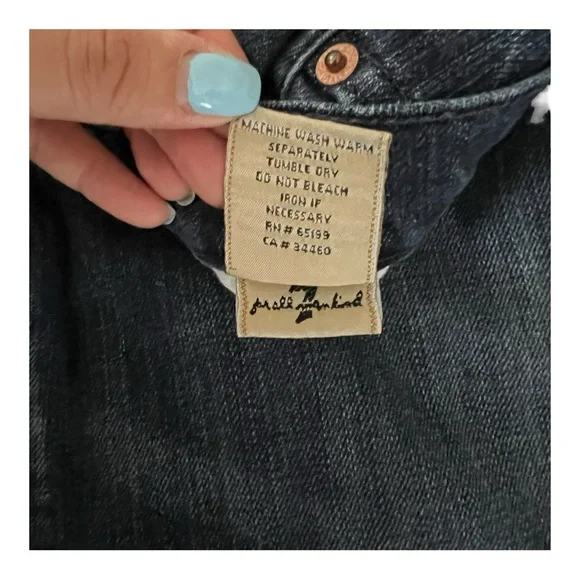 MACHINE WASH WARM
SEPARATELY
TUMBLE DRY
DO NOT BLEACH
IRON IF
NECESSARY
RN# 65199
CA# 34460
7
for all mankind